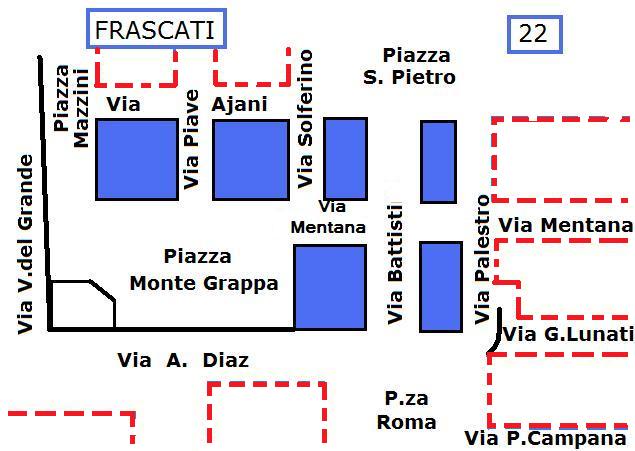 FRASCATI
22
Piazza
Mazzini
Piazza
S. Pietro
Via Ajani
Via Piave
Via Solferino
Via
Mentana
Via Mentana
Via V.del Grande
Piazza
Monte Grappa
Via Battisti
Via Palestro
Via G.Lunati
Via A. Diaz
P.za
Roma
Via P.Campana